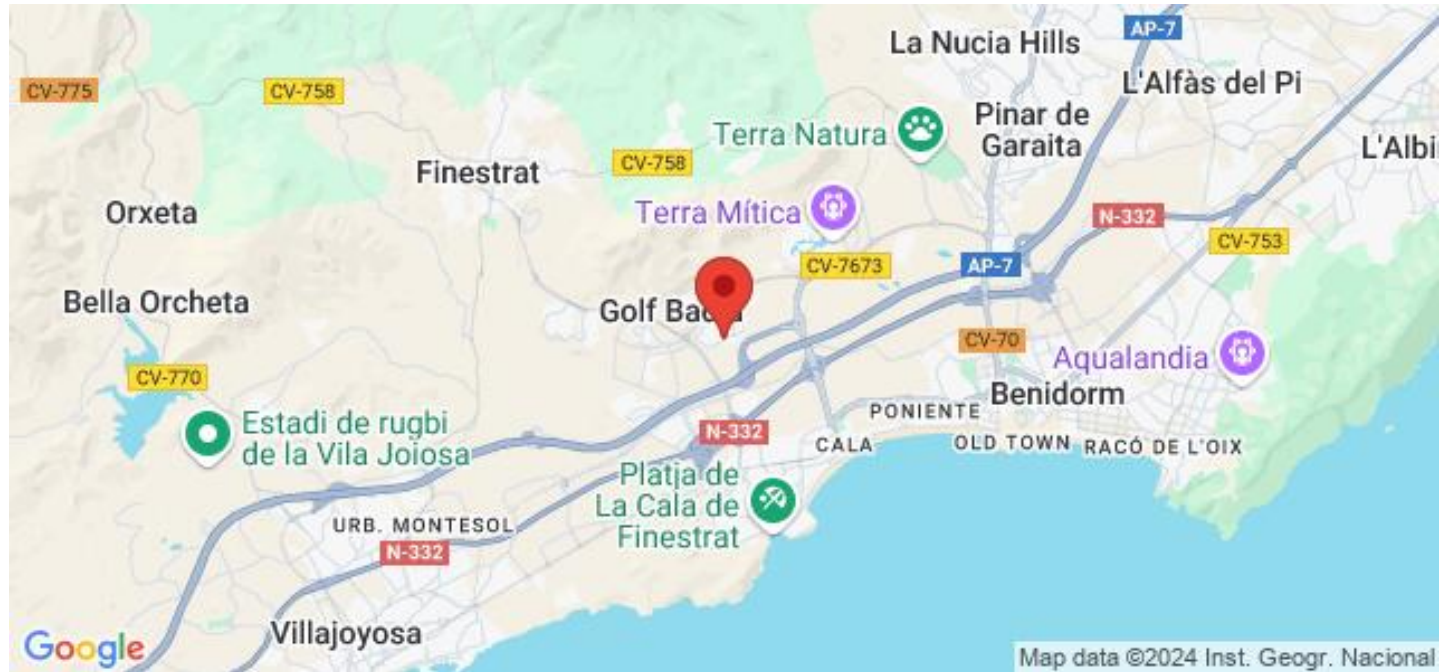 AP-7
La Nucia Hills
CV-775
CV-758
L'Alfàs del Pi
Terra Natura
Pinar de
Garaita
Finestrat
CV-758
L'Albi
Orxeta
Terra Mítica
N-332
CV-753
CV-7673
AP-7
Bella Orcheta
Golf
CV-70
Aqualandia
CV-770
Benidorm
PONIENTE
Estadi de rugbi
de la Vila Joiosa
N-332
CALA
OLD TOWN
RACÓ DE L'OIX
Platja de
La Cala de
Finestrat
URB. MONTESOL
N-332
Villajoyosa
Google
Map data ©2024 Inst. Geogr. Nacional